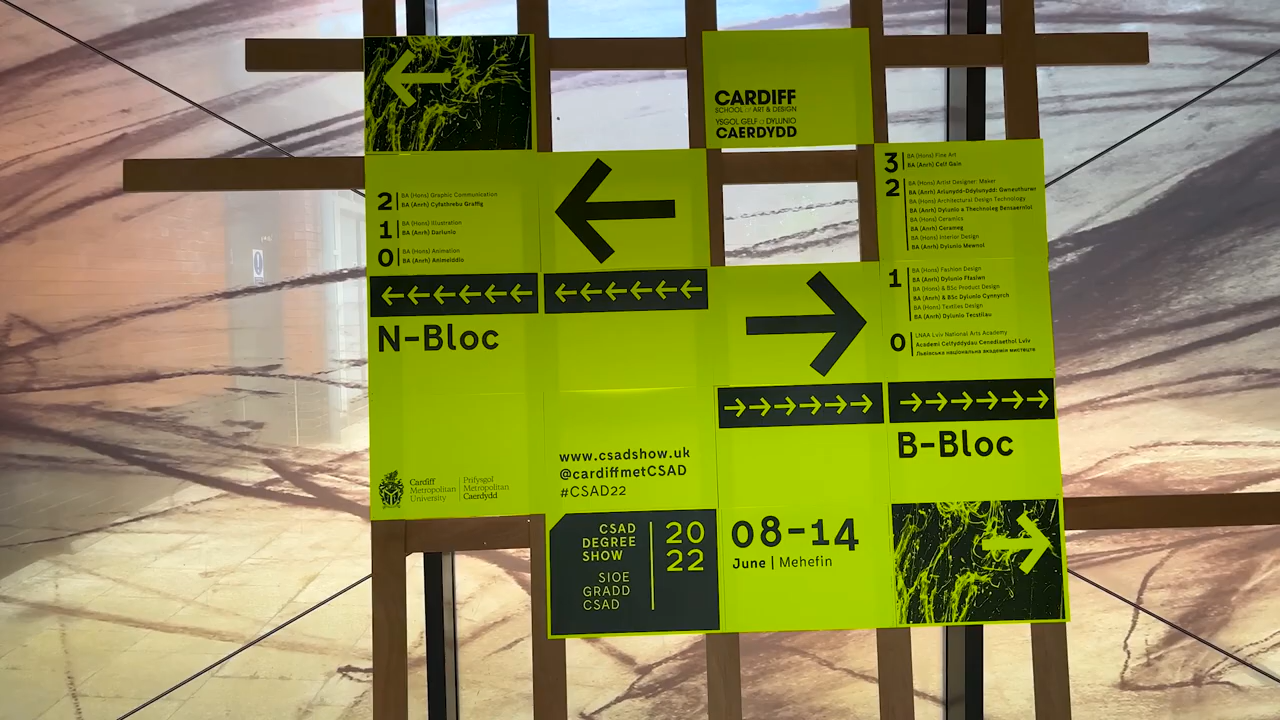 CARDIFF
SCHOOL OF ART & DESIGN
YSGOL GELF A DYLUNIO
CAERDYDD
2 BA (Hons) Graphic Communication
BA (Anrh) Cyfathrebu Graffig
1 BA (Hons) Illustration
BA (Anrh) Darlunio
0 BA (Hons) Animation
BA (Anrh) Animeiddio
N-Bloc
Cardiff
Metropolitan
University
Prifysgol
Metropolitan
Caerdydd
www.csadshow.uk
@cardiffmetCSAD
#CSAD22
CSAD
DEGREE
SHOW
SIOE
GRADD
CSAD
20
22
08-14
June | Mehefin
3 BA (Hons) Fine Art
BA (Anrh) Celf Gain
2 BA (Hons) Artist Designer: Maker
BA (Anrh) Artunydd-Ddylunydd: Gwneuthurwr
BA (Hons) Architectural Design Technology
BA (Anrh) Dylunio a Thechnoleg Bensaernïol
BA (Hons) Ceramics
BA (Anrh) Cerameg
BA (Hons) Interior Design
BA (Anrh) Dylunio Mewnol
1 BA (Hons) Fashion Design
BA (Anrh) Dylunio Ffasiwn
BA (Hons) & BSc Product Design
BA (Anrh) & BSc Dylunio Cynnyrch
BA (Hons) Textiles Design
BA (Anrh) Dylunio Tecstilau
0 LNAA Lviv National Arts Academy
Academi Celfyddydau Cenedlaethol Lviv
Львівська національна академія мистецтв
B-Bloc